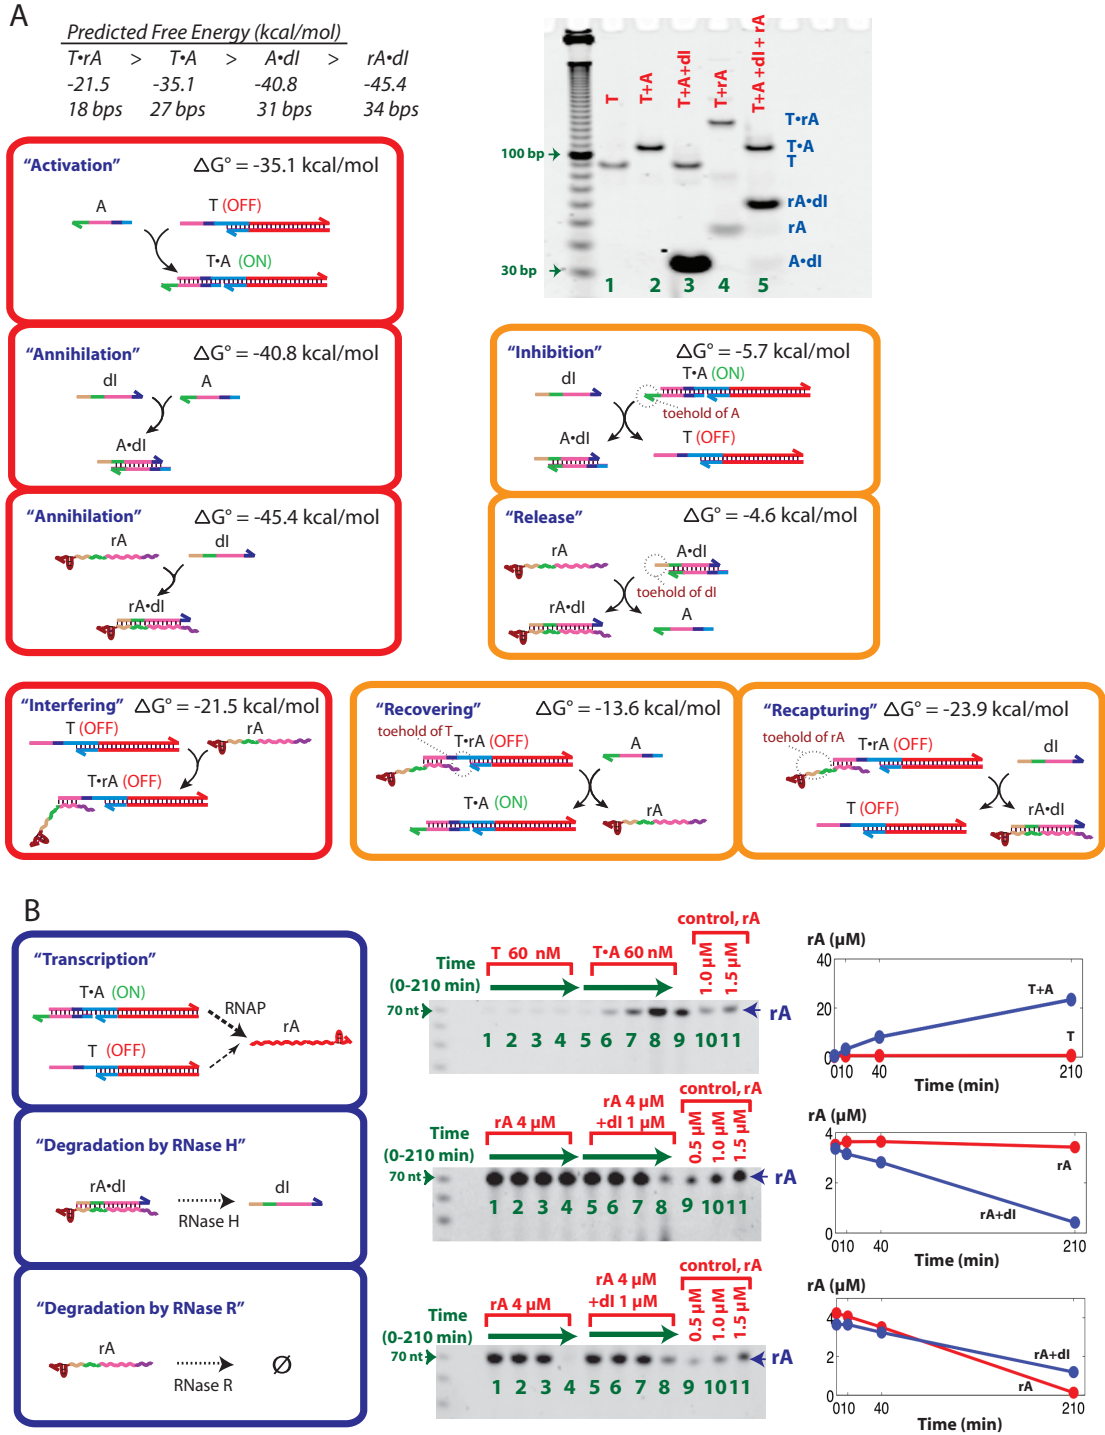 A
Predicted Free Energy (kcal/mol)
T•rA > T•A > A•dI > rA•dI
-21.5 -35.1 -40.8 -45.4
18 bps 27 bps 31 bps 34 bps
T
T+A
T+A+dI
T+rA
T+A +dI + rA
100 bp
30 bp
T•rA
T•A
T
rA•dI
rA
A•dI
1 2 3 4 5
“Activation” △G° = -35.1 kcal/mol
A T (OFF)
T•A (ON)
“Annihilation” △G° = -40.8 kcal/mol
dI A
A•dI
“Annihilation” △G° = -45.4 kcal/mol
rA dI
rA•dI
“Inhibition” △G° = -5.7 kcal/mol
dI T•A (ON)
toehold of A
A•dI T (OFF)
“Release” △G° = -4.6 kcal/mol
rA A•dI
toehold of dI
rA•dI A
“Interfering” △G° = -21.5 kcal/mol
T (OFF) rA
T•rA (OFF)
“Recovering” △G° = -13.6 kcal/mol
toehold of T
T•rA (OFF) A
T•A (ON) rA
“Recapturing” △G° = -23.9 kcal/mol
toehold of rA
T•rA (OFF) dI
T (OFF) rA•dI
B
“Transcription”
T•A (ON)
RNAP
rA
T (OFF)
“Degradation by RNase H”
rA•dI dI
RNase H
“Degradation by RNase R”
rA ∅
RNase R
control, rA
T 60 nM T•A 60 nM 1.0 µM 1.5 µM
Time
(0-210 min)
70 nt rA
1 2 3 4 5 6 7 8 9 10 11
rA (µM)
40
20
0
T+A
T
010 40 210
Time (min)
control, rA
rA 4 µM rA 4 µM
+dI 1 µM 0.5 µM 1.0 µM 1.5 µM
Time
(0-210 min)
70 nt rA
1 2 3 4 5 6 7 8 9 10 11
rA (µM)
4
2
0
rA
rA+dI
010 40 210
Time (min)
control, rA
rA 4 µM rA 4 µM
+dI 1 µM 0.5 µM 1.0 µM 1.5 µM
Time
(0-210 min)
70 nt rA
1 2 3 4 5 6 7 8 9 10 11
rA (µM)
4
2
0
rA+dI
rA
010 40 210
Time (min)